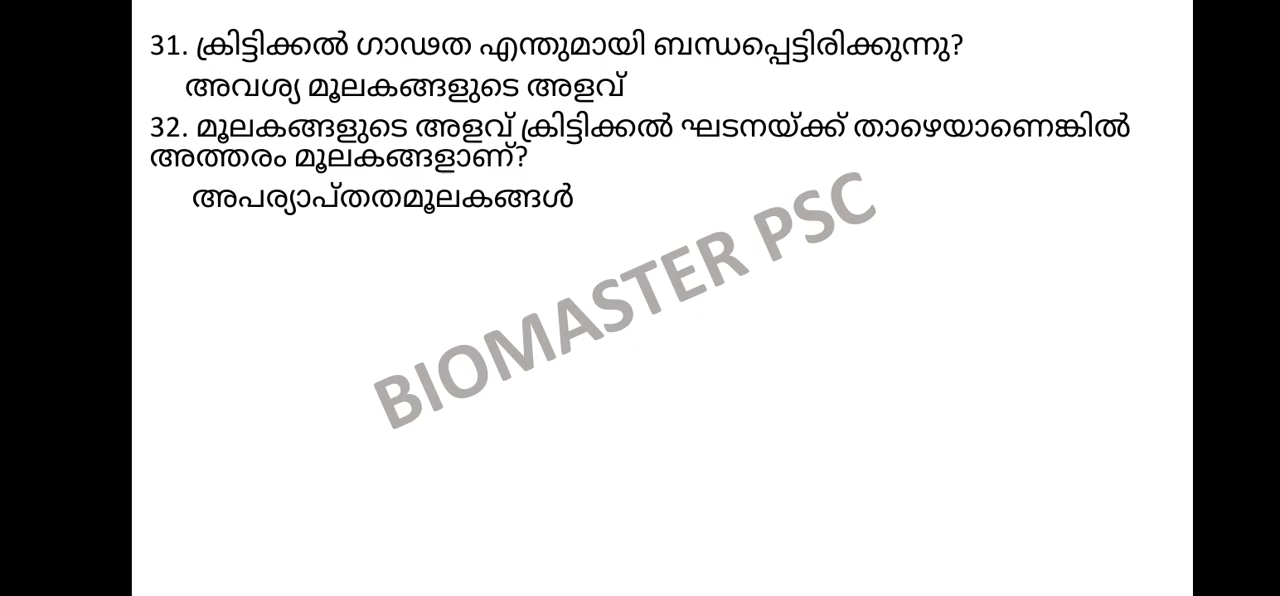 31. ക്രിട്ടിക്കൽ ഗാഢത എന്തുമായി ബന്ധപ്പെട്ടിരിക്കുന്നു?
അവശ്യ മൂലകങ്ങളുടെ അളവ്
32. മൂലകങ്ങളുടെ അളവ് ക്രിട്ടിക്കൽ ഘടനയ്ക്ക് താഴെയാണെങ്കിൽ
അത്തരം മൂലകങ്ങളാണ്?
അപര്യാപ്തതമൂലകങ്ങൾ
BIOMASTER PSC